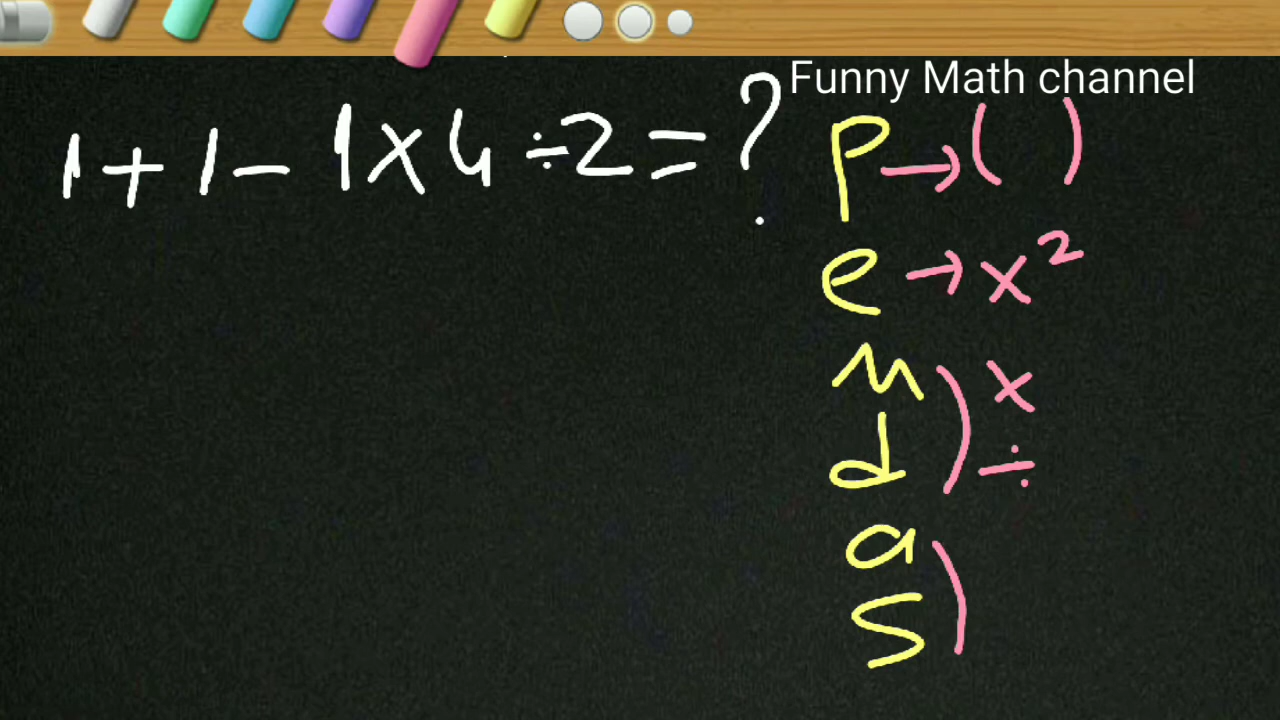 Funny Math channel
1 + 1 - 1 x 4 ÷ 2 = ?
P → ( )
e → x²
m ) x
d ) ÷
a )
S